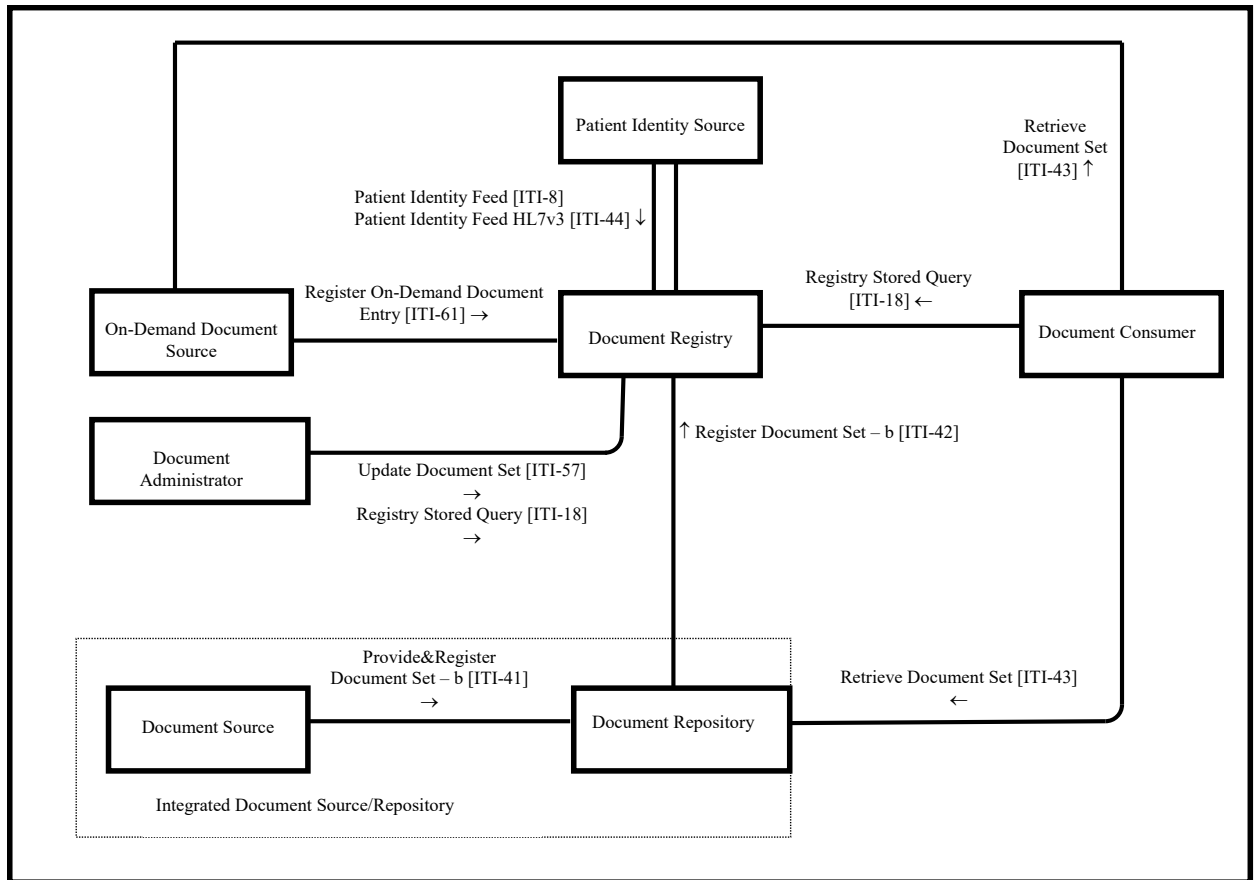 Patient Identity Source
Retrieve
Document Set
[ITI-43] ↑
Patient Identity Feed [ITI-8]
Patient Identity Feed HL7v3 [ITI-44] ↓
Register On-Demand Document
Entry [ITI-61] →
Registry Stored Query
[ITI-18] ←
On-Demand Document
Source
Document Registry
Document Consumer
↑ Register Document Set – b [ITI-42]
Document
Administrator
Update Document Set [ITI-57]
→
Registry Stored Query [ITI-18]
→
Provide&Register
Document Set – b [ITI-41]
→
Retrieve Document Set [ITI-43]
←
Document Source
Document Repository
Integrated Document Source/Repository